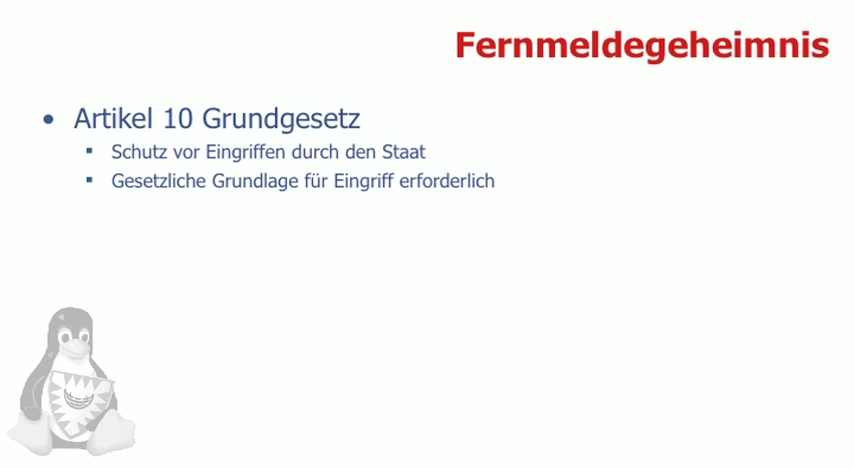 Fernmeldegeheimnis
• Artikel 10 Grundgesetz
▪ Schutz vor Eingriffen durch den Staat
▪ Gesetzliche Grundlage für Eingriff erforderlich